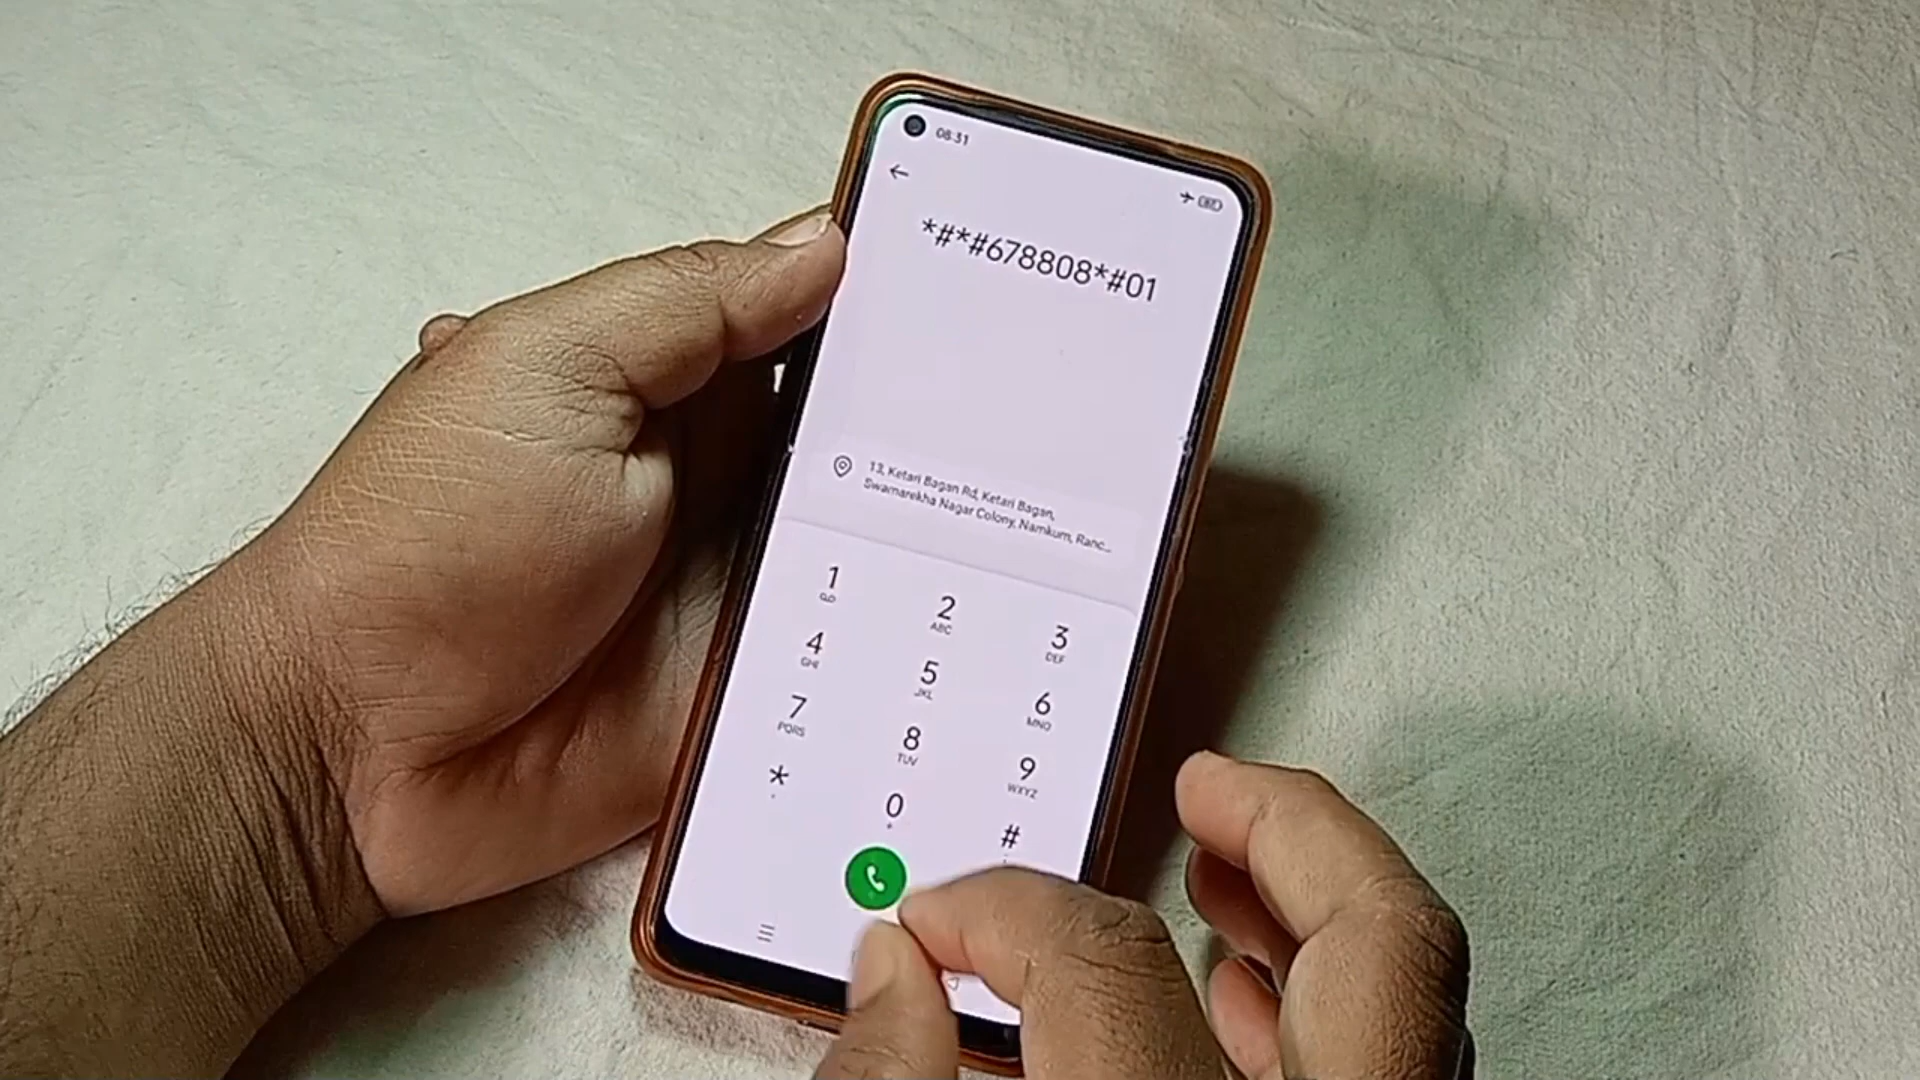 08:31
*#*#678808*#01
13, Ketari Bagan Rd, Ketari Bagan,
Swarnarekha Nagar Colony, Namkum, Ranc...
1
2
ABC
3
DEF
4
GHI
5
JKL
6
MNO
7
PQRS
8
TUV
9
WXYZ
*
0
+
#